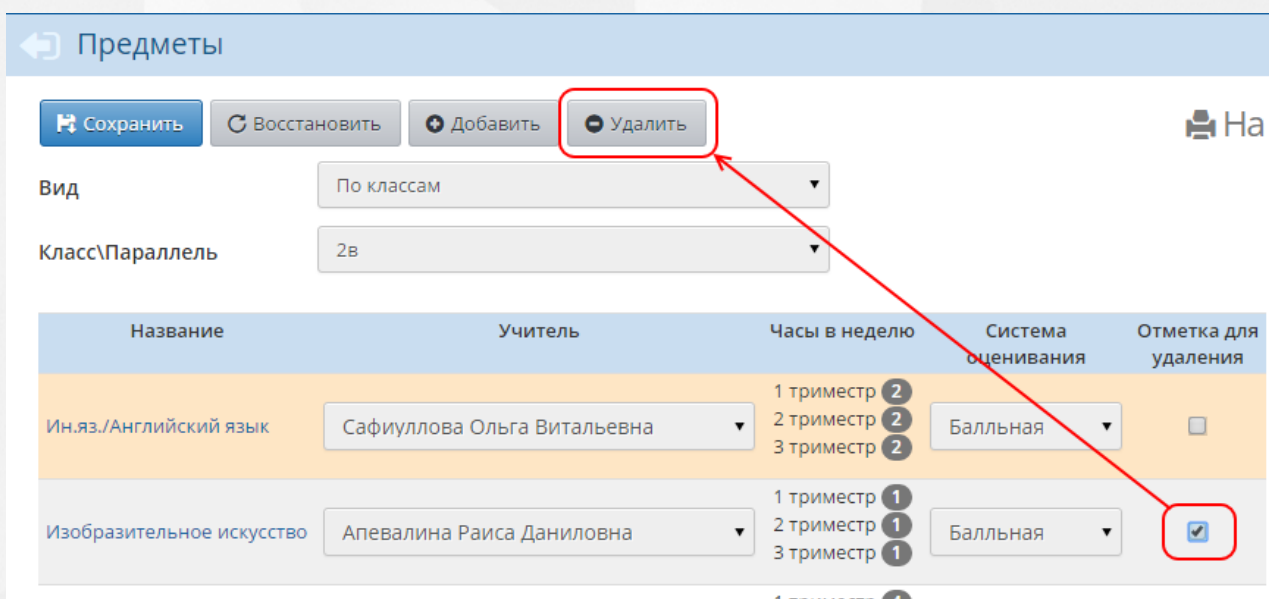 Предметы
Сохранить Восстановить Добавить Удалить На
Вид По классам
Класс\Параллель 2в
Название Учитель Часы в неделю Система оценивания Отметка для удаления
Ин.яз./Английский язык Сафиуллова Ольга Витальевна 1 триместр 2 Балльная
2 триместр 2
3 триместр 2
Изобразительное искусство Апевалина Раиса Даниловна 1 триместр 1 Балльная
2 триместр 1
3 триместр 1